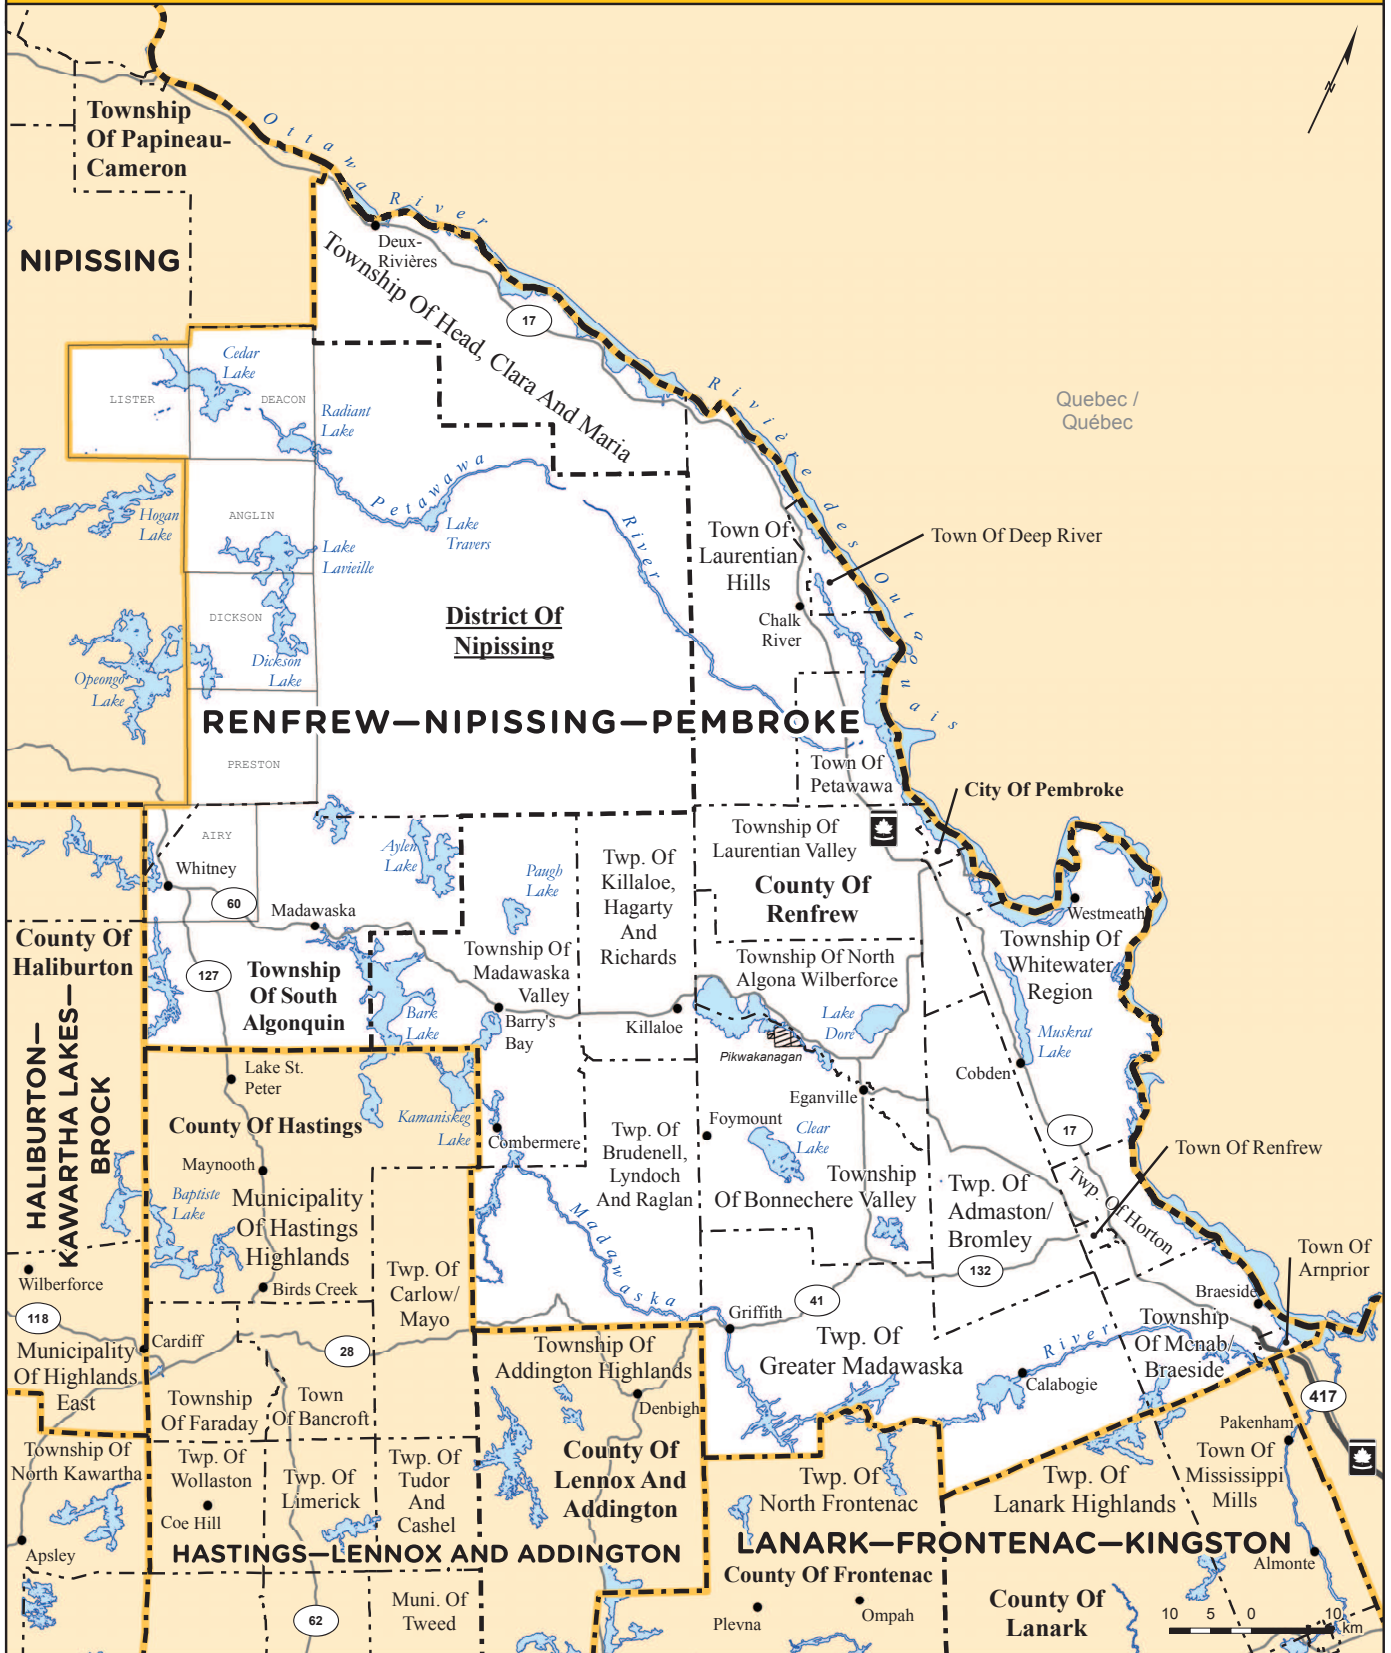 Township
Of Papineau-
Cameron
Ottawa River
N
NIPISSING
Deux-
Rivières
Township Of Head, Clara And Maria
17
Cedar
Lake
LISTER
DEACON
Radiant
Lake
Rivière des Outaouais
Quebec /
Québec
Petawawa
River
Hogan
Lake
ANGLIN
Lake
Travers
Lake
Lavieille
Town Of
Laurentian
Hills
Town Of Deep River
DICKSON
District Of
Nipissing
Chalk
River
Dickson
Lake
Opeongo
Lake
RENFREW—NIPISSING—PEMBROKE
PRESTON
Town Of
Petawawa
City Of Pembroke
AIRY
Whitney
60
Aylen
Lake
Paugh
Lake
Twp. Of
Killaloe,
Hagarty
And
Richards
Township Of
Laurentian Valley
County Of
Renfrew
Madawaska
Westmeath
County Of
Haliburton
127
Township
Of South
Algonquin
Township Of
Madawaska
Valley
Township Of North
Algona Wilberforce
Township Of
Whitewater
Region
Bark
Lake
Barry's
Bay
Killaloe
Lake
Doré
Pikwakanagan
Muskrat
Lake
Cobden
HALIBURTON—
KAWARTHA LAKES—
BROCK
Lake St.
Peter
County Of Hastings
Kamaniskeg
Lake
Combermere
Eganville
Foymount
Clear
Lake
17
Town Of Renfrew
Maynooth
Twp. Of
Brudenell,
Lyndoch
And Raglan
Township
Of Bonnechere Valley
Twp. Of
Admaston/
Bromley
Twp. Of Horton
Baptiste
Lake
Municipality
Of Hastings
Highlands
Madawaska
Wilberforce
Birds Creek
Twp. Of
Carlow/
Mayo
132
41
Town Of
Arnprior
Braeside
118
Cardiff
28
Griffith
Twp. Of
Greater Madawaska
River
Township
Of Mcnab/
Braeside
Municipality
Of Highlands
East
Township Of
Addington Highlands
Calabogie
Township
Of Faraday
Town
Of Bancroft
Denbigh
417
Pakenham
Township Of
North Kawartha
Twp. Of
Wollaston
Coe Hill
Twp. Of
Limerick
Twp. Of
Tudor
And
Cashel
County Of
Lennox And
Addington
Twp. Of
North Frontenac
Twp. Of
Lanark Highlands
Town Of
Mississippi
Mills
Apsley
HASTINGS—LENNOX AND ADDINGTON
LANARK—FRONTENAC—KINGSTON
Almonte
County Of Frontenac
62
Muni. Of
Tweed
Plevna
Ompah
County Of
Lanark
10 5 0 10
km